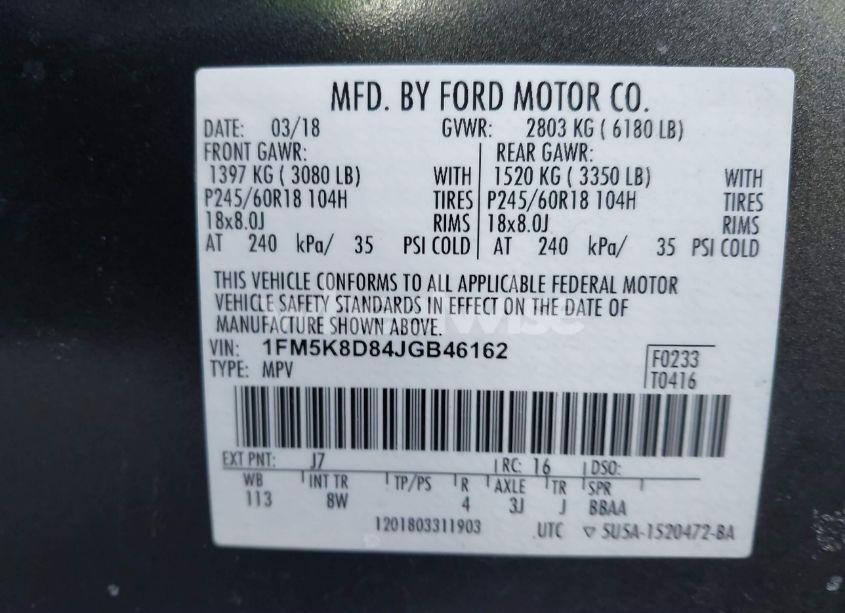 MFD. BY FORD MOTOR CO.
DATE: 03/18 GVWR: 2803 KG ( 6180 LB)
FRONT GAWR: REAR GAWR:
1397 KG ( 3080 LB) WITH 1520 KG ( 3350 LB) WITH
P245/60R18 104H TIRES P245/60R18 104H TIRES
18x8.0J RIMS 18x8.0J RIMS
AT 240 kPa/ 35 PSI COLD AT 240 kPa/ 35 PSI COLD
THIS VEHICLE CONFORMS TO ALL APPLICABLE FEDERAL MOTOR
VEHICLE SAFETY STANDARDS IN EFFECT ON THE DATE OF
MANUFACTURE SHOWN ABOVE.
VIN: 1FM5K8D84JGB46162 F0233
TYPE: MPV T0416
EXT PNT: J7 RC: 16 DSO:
WB INT TR TP/PS R AXLE TR SPR
113 8W 4 3J J BBAA
1201803311903 UTC ▽ SU5A-1520472-BA